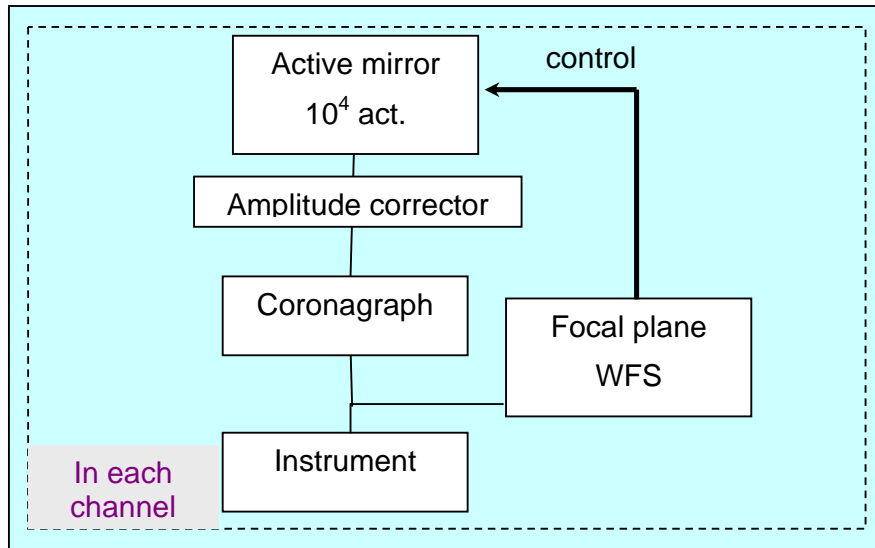 Active mirror
10⁴ act.
control
Amplitude corrector
Coronagraph
Focal plane
WFS
Instrument
In each
channel